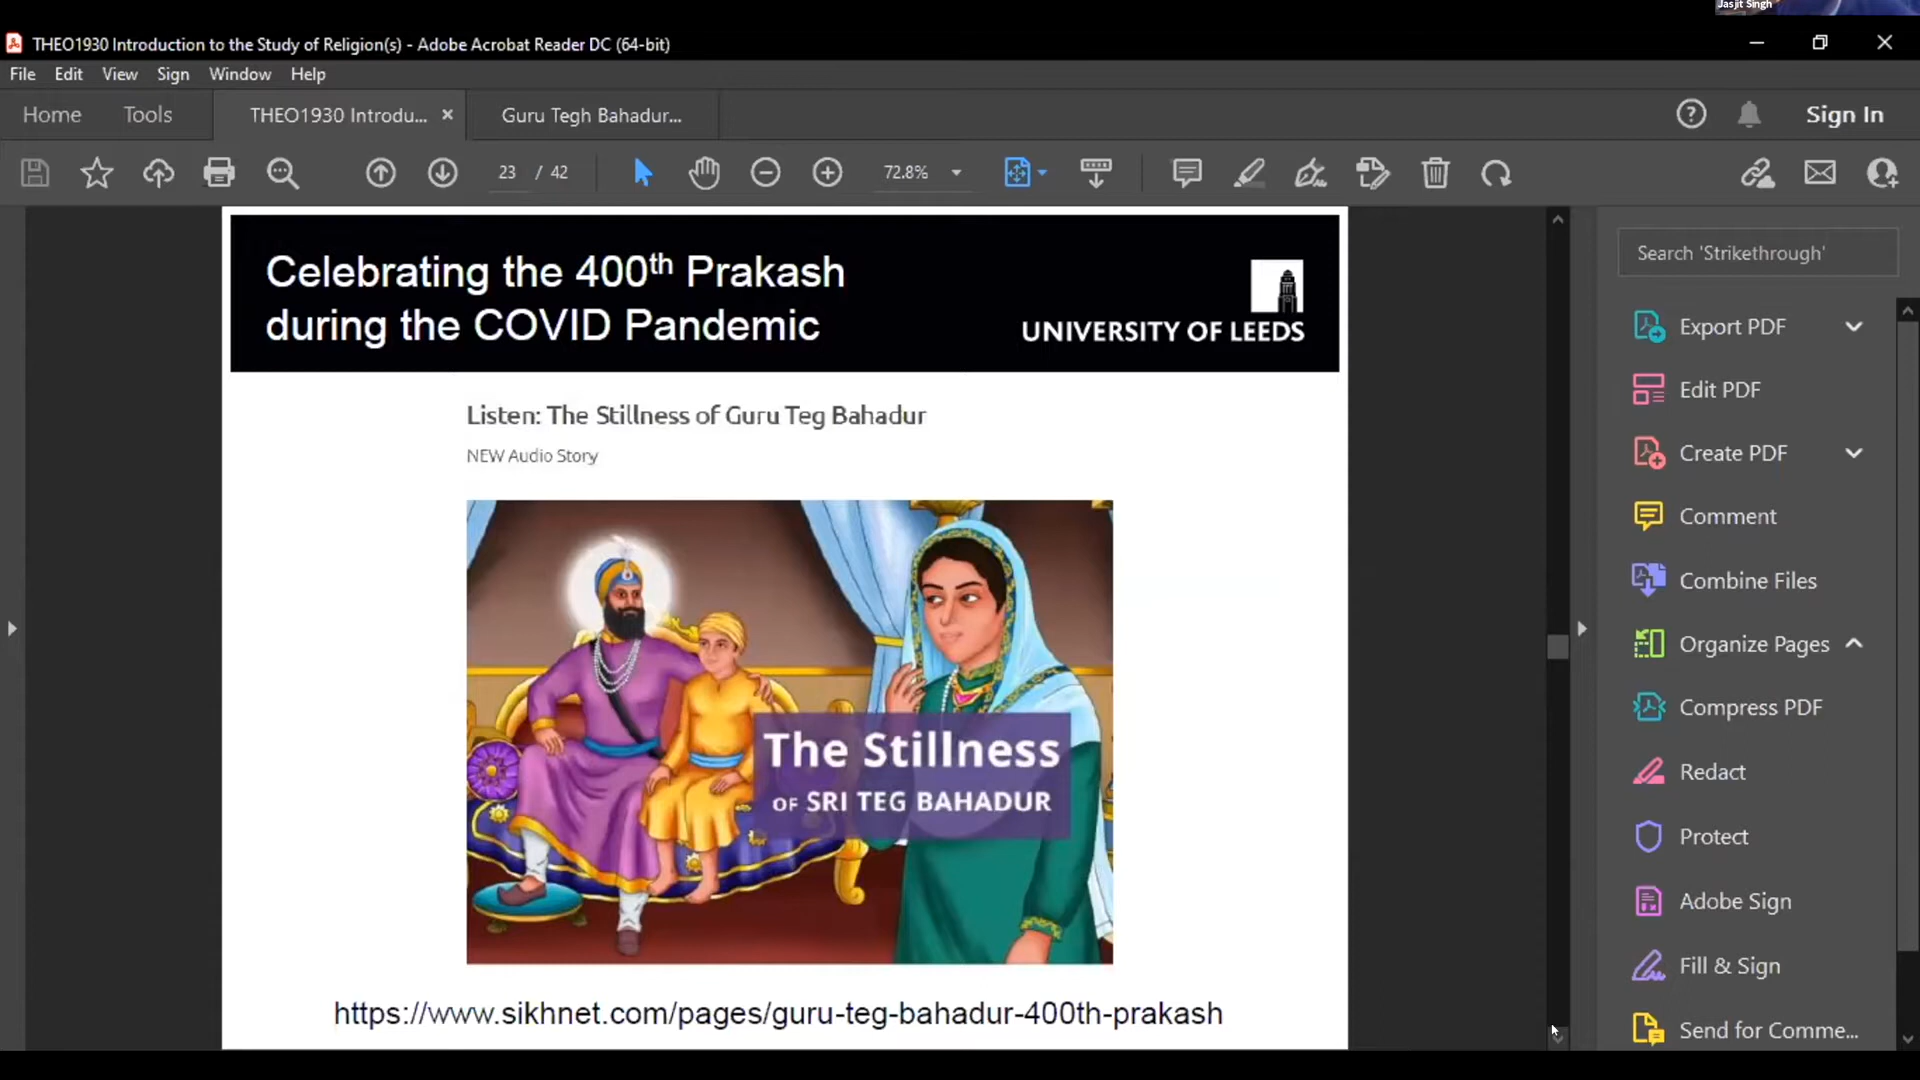 Jasjit Singh
THEO1930 Introduction to the Study of Religion(s) - Adobe Acrobat Reader DC (64-bit)
File Edit View Sign Window Help
Home Tools THEO1930 Introdu... × Guru Tegh Bahadur... Sign In
23 / 42 72.8%
Celebrating the 400th Prakash
during the COVID Pandemic
UNIVERSITY OF LEEDS
Listen: The Stillness of Guru Teg Bahadur
NEW Audio Story
The Stillness
OF SRI TEG BAHADUR
https://www.sikhnet.com/pages/guru-teg-bahadur-400th-prakash
Search 'Strikethrough'
Export PDF
Edit PDF
Create PDF
Comment
Combine Files
Organize Pages
Compress PDF
Redact
Protect
Adobe Sign
Fill & Sign
Send for Comme...